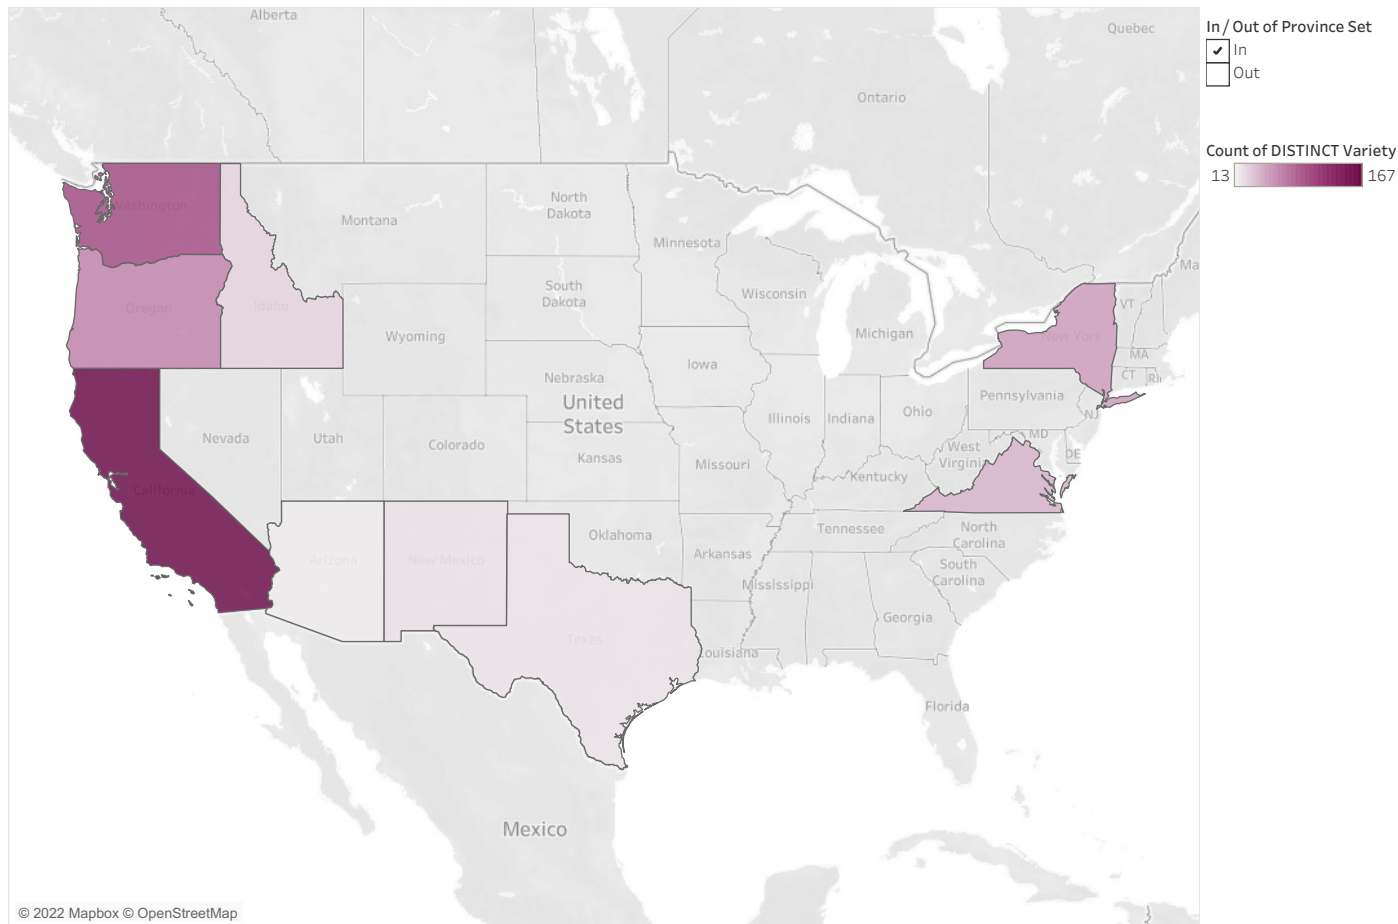 Alberta
Quebec
Ontario
In / Out of Province Set
In
Out
Count of DISTINCT Variety
13
167
Washington
Montana
North
Dakota
Minnesota
Ma
Oregon
Idaho
South
Dakota
Wisconsin
VT
Wyoming
Michigan
New York
MA
Iowa
CT
RI
Nebraska
Pennsylvania
United
States
Illinois
Indiana
Ohio
NJ
Nevada
Utah
Colorado
Kansas
Missouri
West
Virginia
MD
DE
Kentucky
California
Arizona
New Mexico
Oklahoma
Arkansas
Tennessee
North
Carolina
South
Carolina
Mississippi
Georgia
Texas
Louisiana
Florida
Mexico
© 2022 Mapbox © OpenStreetMap